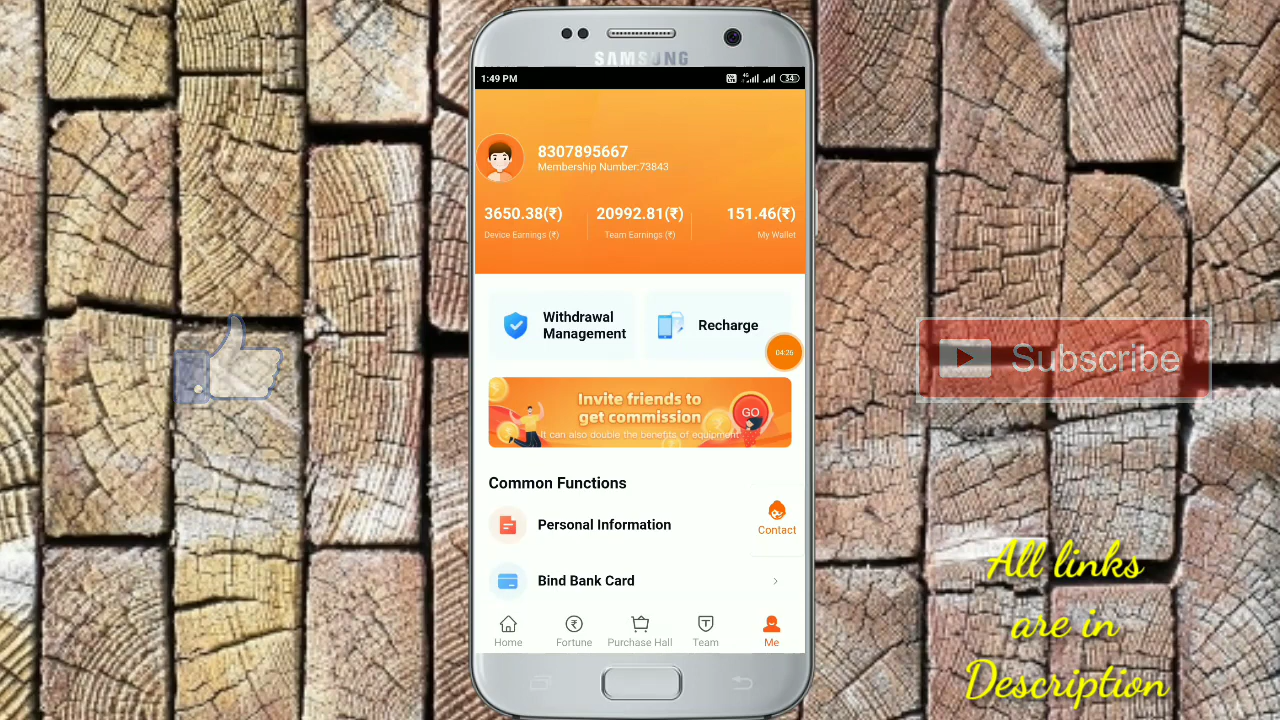 SAMSUNG
1:49 PM
4G
34
8307895667
Membership Number:73843
3650.38(₹)
20992.81(₹)
151.46(₹)
Device Earnings (₹)
Team Earnings (₹)
My Wallet
Withdrawal
Management
Recharge
04:26
Invite friends to
get commission
GO
it can also double the benefits of equipment
Common Functions
Personal Information
Contact
Bind Bank Card
Home
Fortune
Purchase Hall
Team
Me
Subscribe
All links
are in
Description